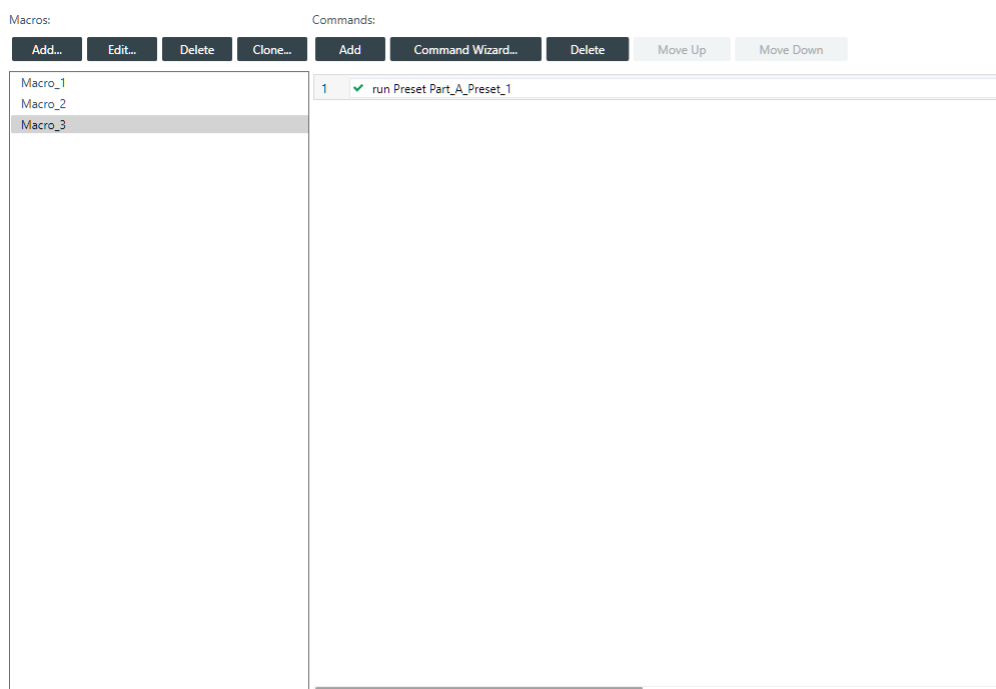 Macros:
Commands:
Add...
Edit...
Delete
Clone...
Add
Command Wizard...
Delete
Move Up
Move Down
Macro_1
Macro_2
Macro_3
1
run Preset Part_A_Preset_1